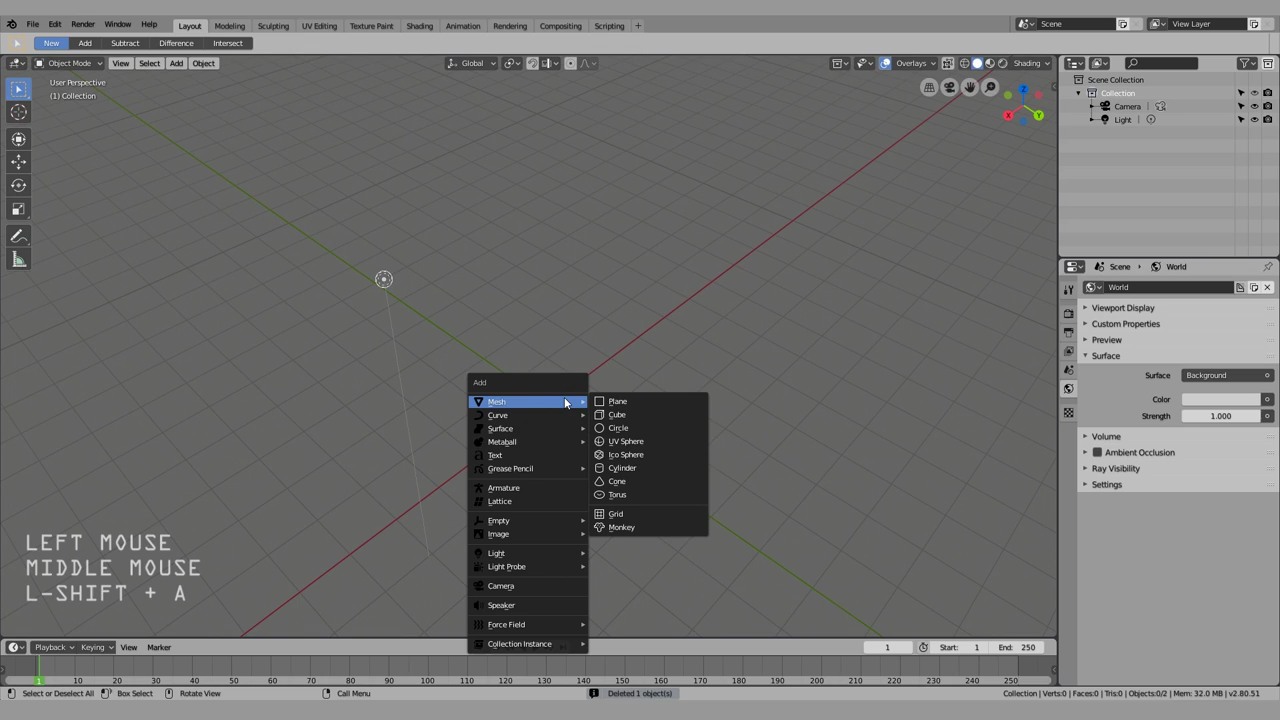 File Edit Render Window Help Layout Modeling Sculpting UV Editing Texture Paint Shading Animation Rendering Compositing Scripting + Scene View Layer
New Add Subtract Difference Intersect
Object Mode View Select Add Object Global Overlays Shading
User Perspective
(1) Collection
X Y Z
Scene Collection
Collection
Camera
Light
Scene World
World
Viewport Display
Custom Properties
Preview
Surface
Surface Background
Color
Strength 1.000
Volume
Ambient Occlusion
Ray Visibility
Settings
Add
Mesh
Curve
Surface
Metaball
Text
Grease Pencil
Armature
Lattice
Empty
Image
Light
Light Probe
Camera
Speaker
Force Field
Collection Instance
Plane
Cube
Circle
UV Sphere
Ico Sphere
Cylinder
Cone
Torus
Grid
Monkey
LEFT MOUSE
MIDDLE MOUSE
L-SHIFT + A
Playback Keying View Marker 1 Start: 1 End: 250
1 10 20 30 40 50 60 70 80 90 100 110 120 130 140 150 160 170 180 190 200 210 220 230 240 250
Select or Deselect All Box Select Rotate View Call Menu Deleted 1 object(s) Collection | Verts:0 | Faces:0 | Tris:0 | Objects:0/2 | Mem: 32.0 MB | v2.80.51